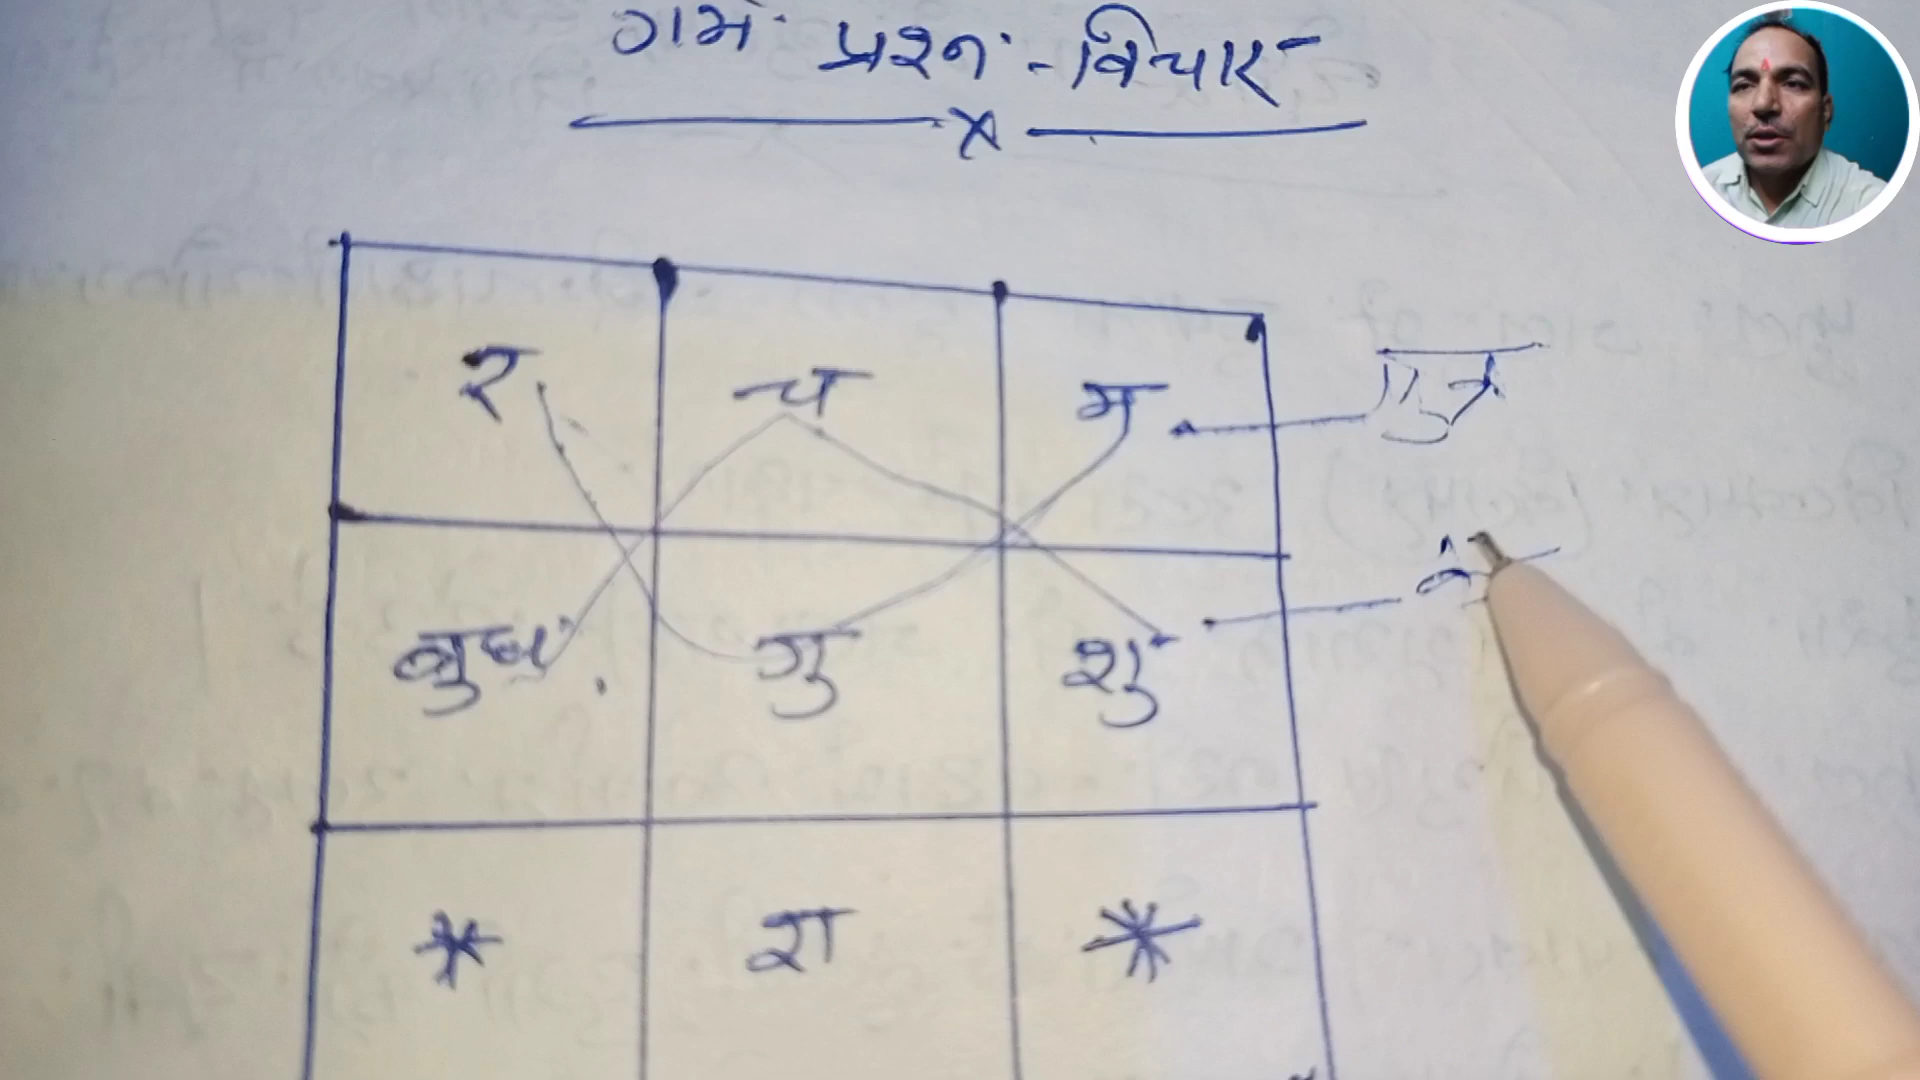 गर्भ प्रश्न:-विचार
र च म पुत्र
बुध गु शु
* श *